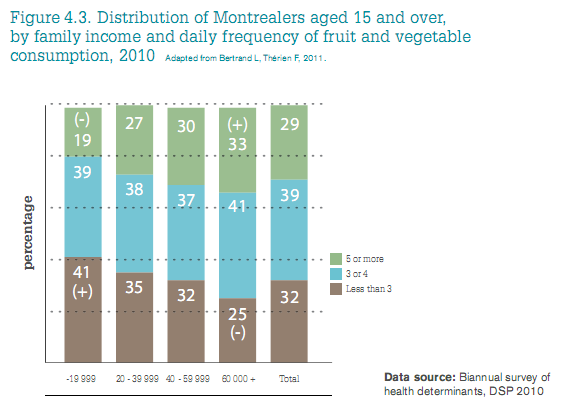 Figure 4.3. Distribution of Montrealers aged 15 and over,
by family income and daily frequency of fruit and vegetable
consumption, 2010 Adapted from Bertrand L, Thérien F, 2011.
(-) 27 30 (+) 29
19 33
39 38 37 41 39
41 35 32 25 32
(+) (-)
percentage
5 or more
3 or 4
Less than 3
-19 999 20 - 39 999 40 - 59 999 60 000 + Total
Data source: Biannual survey of
health determinants, DSP 2010